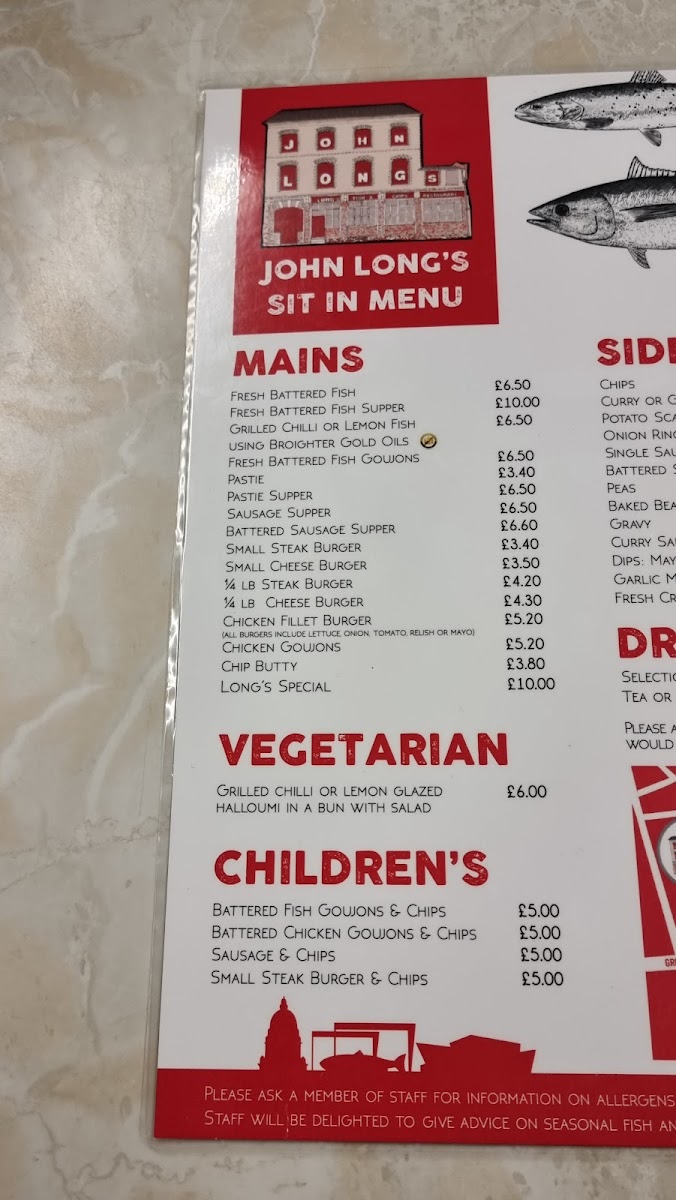 JOHN
LONGS
LONG FISH & CHIPS RESTAURANT
JOHN LONG'S
SIT IN MENU
MAINS
FRESH BATTERED FISH £6.50
FRESH BATTERED FISH SUPPER £10.00
GRILLED CHILLI OR LEMON FISH £6.50
USING BROIGHTER GOLD OILS
FRESH BATTERED FISH GOUJONS £6.50
PASTIE £3.40
PASTIE SUPPER £6.50
SAUSAGE SUPPER £6.50
BATTERED SAUSAGE SUPPER £6.60
SMALL STEAK BURGER £3.40
SMALL CHEESE BURGER £3.50
¼ LB STEAK BURGER £4.20
¼ LB CHEESE BURGER £4.30
CHICKEN FILLET BURGER £5.20
(ALL BURGERS INCLUDE LETTUCE, ONION, TOMATO, RELISH OR MAYO)
CHICKEN GOUJONS £5.20
CHIP BUTTY £3.80
LONG'S SPECIAL £10.00
VEGETARIAN
GRILLED CHILLI OR LEMON GLAZED £6.00
HALLOUMI IN A BUN WITH SALAD
CHILDREN'S
BATTERED FISH GOUJONS & CHIPS £5.00
BATTERED CHICKEN GOUJONS & CHIPS £5.00
SAUSAGE & CHIPS £5.00
SMALL STEAK BURGER & CHIPS £5.00
SID
CHIPS
CURRY OR G
POTATO SCA
ONION RING
SINGLE SAU
BATTERED S
PEAS
BAKED BEA
GRAVY
CURRY SA
DIPS: MAY
GARLIC M
FRESH CR
DR
SELECTIO
TEA OR
PLEASE A
WOULD
GR
PLEASE ASK A MEMBER OF STAFF FOR INFORMATION ON ALLERGENS
STAFF WILL BE DELIGHTED TO GIVE ADVICE ON SEASONAL FISH AN